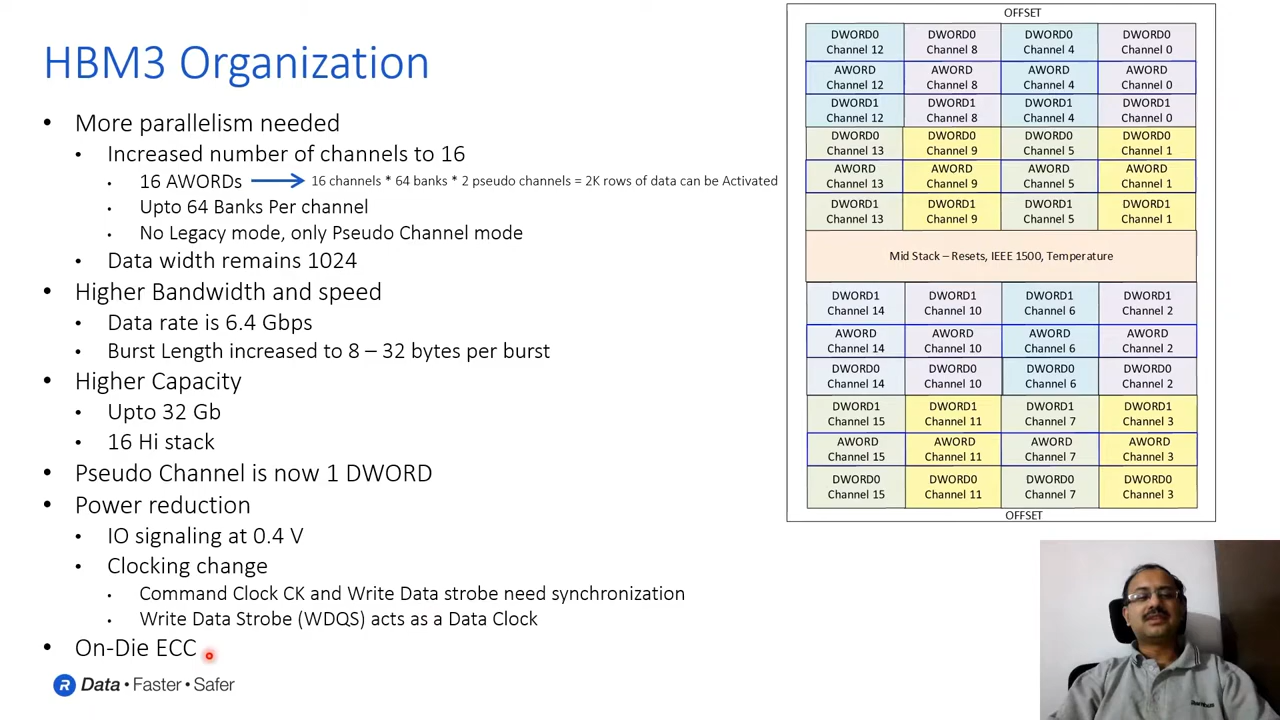 HBM3 Organization
• More parallelism needed
• Increased number of channels to 16
• 16 AWORDs
16 channels * 64 banks * 2 pseudo channels = 2K rows of data can be Activated
• Upto 64 Banks Per channel
• No Legacy mode, only Pseudo Channel mode
• Data width remains 1024
• Higher Bandwidth and speed
• Data rate is 6.4 Gbps
• Burst Length increased to 8 – 32 bytes per burst
• Higher Capacity
• Upto 32 Gb
• 16 Hi stack
• Pseudo Channel is now 1 DWORD
• Power reduction
• IO signaling at 0.4 V
• Clocking change
• Command Clock CK and Write Data strobe need synchronization
• Write Data Strobe (WDQS) acts as a Data Clock
• On-Die ECC
R Data • Faster • Safer
OFFSET
DWORD0 DWORD0 DWORD0 DWORD0
Channel 12 Channel 8 Channel 4 Channel 0
AWORD AWORD AWORD AWORD
Channel 12 Channel 8 Channel 4 Channel 0
DWORD1 DWORD1 DWORD1 DWORD1
Channel 12 Channel 8 Channel 4 Channel 0
DWORD0 DWORD0 DWORD0 DWORD0
Channel 13 Channel 9 Channel 5 Channel 1
AWORD AWORD AWORD AWORD
Channel 13 Channel 9 Channel 5 Channel 1
DWORD1 DWORD1 DWORD1 DWORD1
Channel 13 Channel 9 Channel 5 Channel 1
Mid Stack – Resets, IEEE 1500, Temperature
DWORD1 DWORD1 DWORD1 DWORD1
Channel 14 Channel 10 Channel 6 Channel 2
AWORD AWORD AWORD AWORD
Channel 14 Channel 10 Channel 6 Channel 2
DWORD0 DWORD0 DWORD0 DWORD0
Channel 14 Channel 10 Channel 6 Channel 2
DWORD1 DWORD1 DWORD1 DWORD1
Channel 15 Channel 11 Channel 7 Channel 3
AWORD AWORD AWORD AWORD
Channel 15 Channel 11 Channel 7 Channel 3
DWORD0 DWORD0 DWORD0 DWORD0
Channel 15 Channel 11 Channel 7 Channel 3
OFFSET